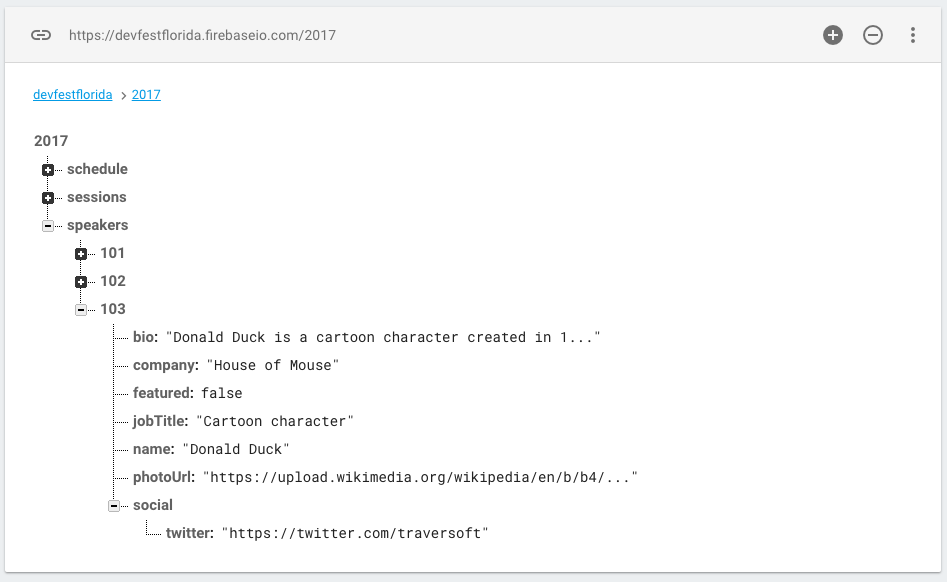 https://devfestflorida.firebaseio.com/2017
devfestflorida > 2017
2017
schedule
sessions
speakers
101
102
103
bio: "Donald Duck is a cartoon character created in 1..."
company: "House of Mouse"
featured: false
jobTitle: "Cartoon character"
name: "Donald Duck"
photoUrl: "https://upload.wikimedia.org/wikipedia/en/b/b4/..."
social
twitter: "https://twitter.com/traversoft"